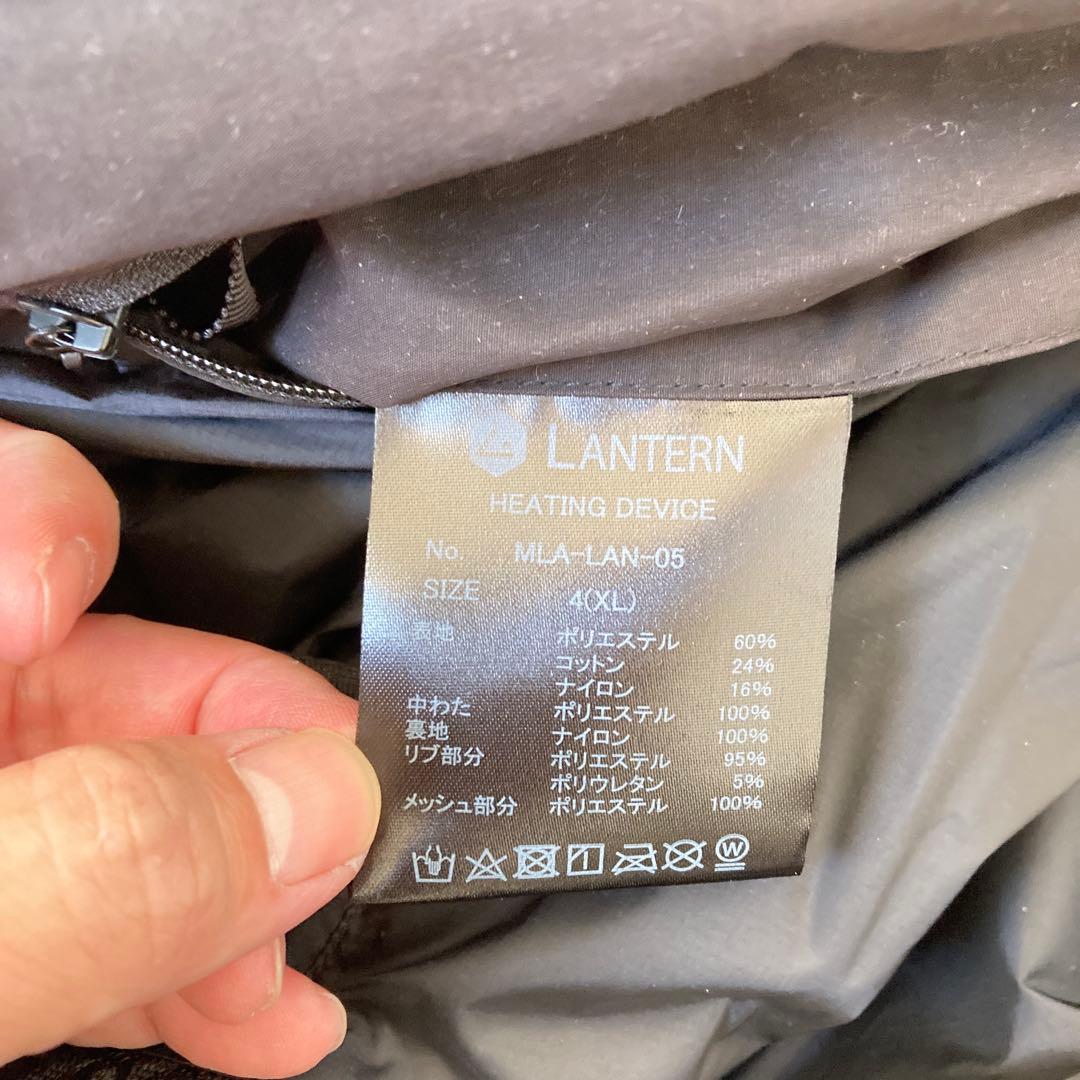 LANTERN
HEATING DEVICE
No. MLA-LAN-05
SIZE 4(XL)
表地 ポリエステル 60%
コットン 24%
ナイロン 16%
中わた ポリエステル 100%
裏地 ナイロン 100%
リブ部分 ポリエステル 95%
ポリウレタン 5%
メッシュ部分 ポリエステル 100%
W